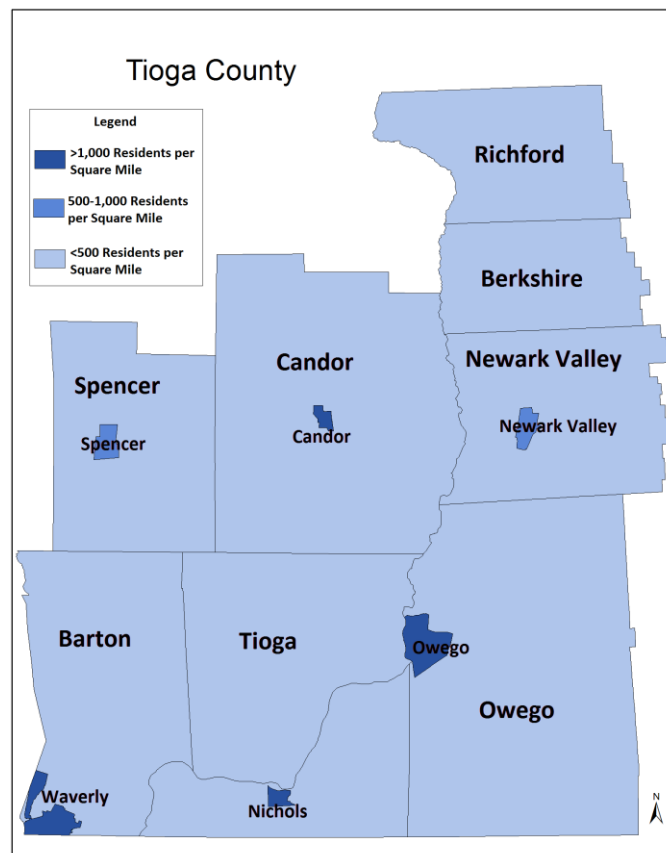 Tioga County
Legend
>1,000 Residents per
Square Mile
500-1,000 Residents
per Square Mile
<500 Residents per
Square Mile
Richford
Berkshire
Newark Valley
Candor
Spencer
Newark Valley
Candor
Spencer
Barton
Tioga
Owego
Owego
Waverly
Nichols
N